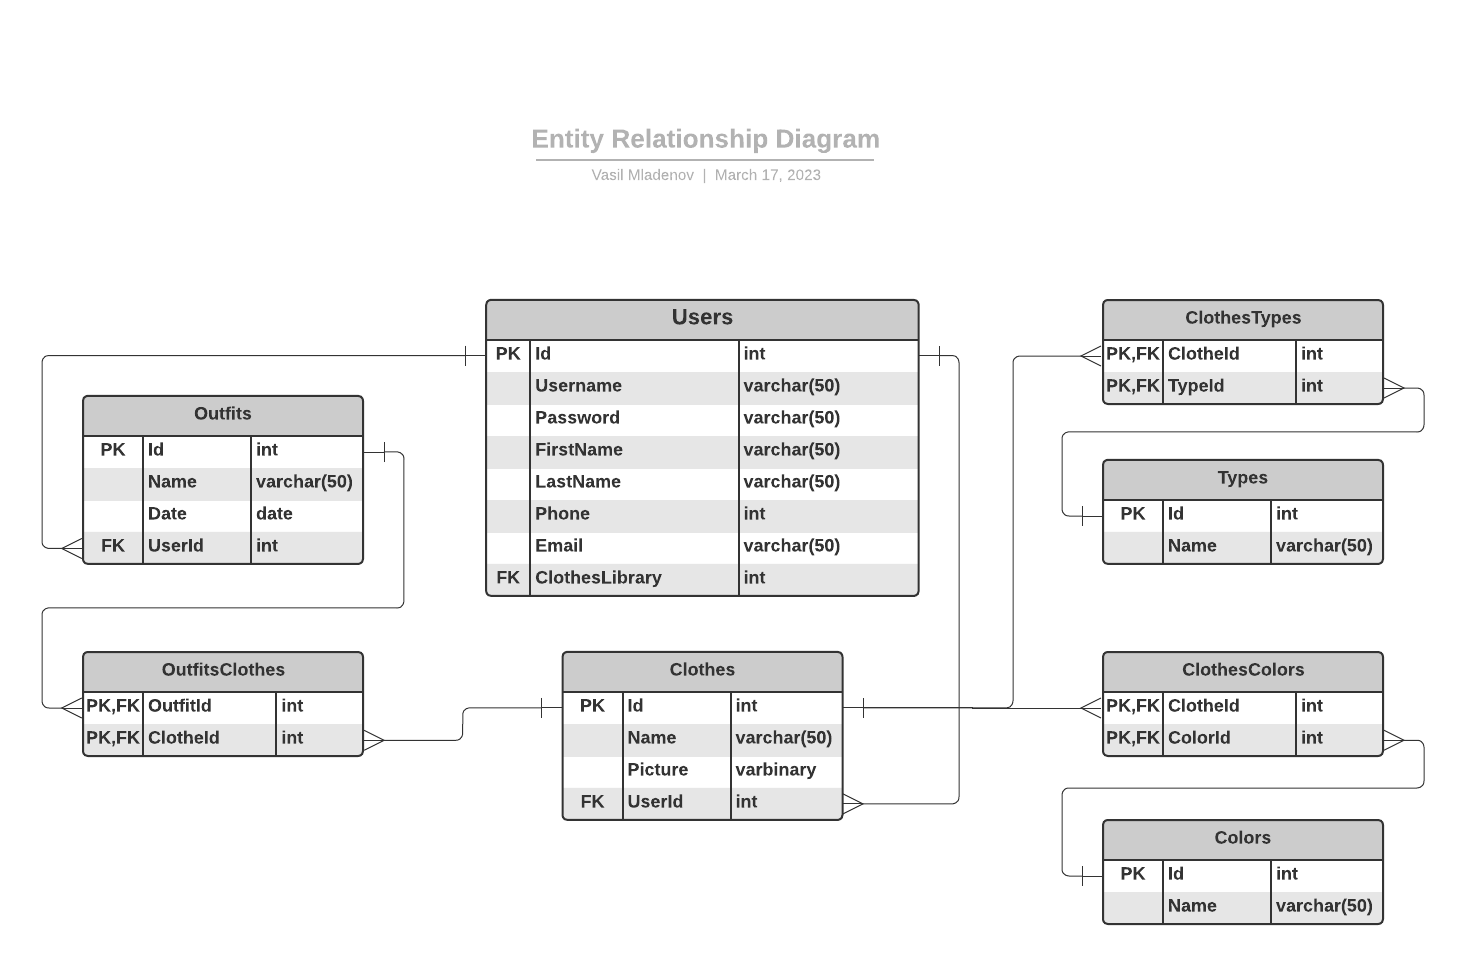 Entity Relationship Diagram
Vasil Mladenov | March 17, 2023
Users
PK Id int
Username varchar(50)
Password varchar(50)
FirstName varchar(50)
LastName varchar(50)
Phone int
Email varchar(50)
FK ClothesLibrary int
Outfits
PK Id int
Name varchar(50)
Date date
FK UserId int
OutfitsClothes
PK,FK OutfitId int
PK,FK ClotheId int
Clothes
PK Id int
Name varchar(50)
Picture varbinary
FK UserId int
ClothesTypes
PK,FK ClotheId int
PK,FK TypeId int
Types
PK Id int
Name varchar(50)
ClothesColors
PK,FK ClotheId int
PK,FK ColorId int
Colors
PK Id int
Name varchar(50)